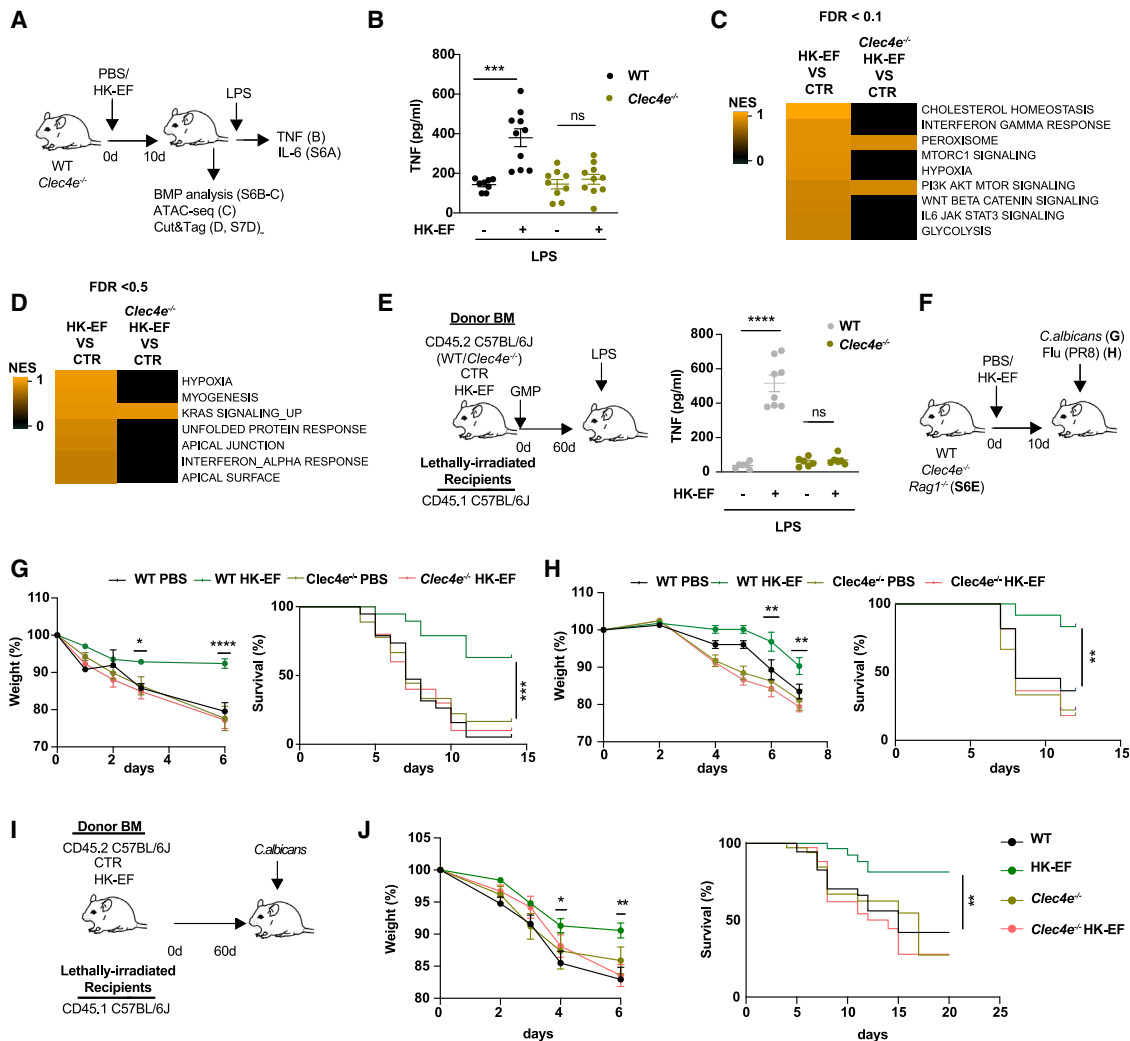 A
PBS/
HK-EF
LPS
0d
10d
WT
Clec4e-/-
TNF (B)
IL-6 (S6A)
BMP analysis (S6B-C)
ATAC-seq (C)
Cut&Tag (D, S7D)_
B
TNF (pg/ml)
800
600
400
200
0
***
ns
WT
Clec4e-/-
HK-EF
- + - +
LPS
C
FDR < 0.1
HK-EF
VS
CTR
Clec4e-/-
HK-EF
VS
CTR
NES
1
0
CHOLESTEROL HOMEOSTASIS
INTERFERON GAMMA RESPONSE
PEROXISOME
MTORC1 SIGNALING
HYPOXIA
PI3K AKT MTOR SIGNALING
WNT BETA CATENIN SIGNALING
IL6 JAK STAT3 SIGNALING
GLYCOLYSIS
D
FDR <0.5
HK-EF
VS
CTR
Clec4e-/-
HK-EF
VS
CTR
NES
1
0
HYPOXIA
MYOGENESIS
KRAS SIGNALING_UP
UNFOLDED PROTEIN RESPONSE
APICAL JUNCTION
INTERFERON_ALPHA RESPONSE
APICAL SURFACE
E
Donor BM
CD45.2 C57BL/6J
(WT/Clec4e-/-)
CTR
HK-EF
GMP
LPS
0d
60d
Lethally-irradiated
Recipients
CD45.1 C57BL/6J
TNF (pg/ml)
800
600
400
200
0
****
ns
WT
Clec4e-/-
HK-EF
- + - +
LPS
F
C.albicans (G)
Flu (PR8) (H)
PBS/
HK-EF
0d
10d
WT
Clec4e-/-
Rag1-/- (S6E)
G
WT PBS
WT HK-EF
Clec4e-/- PBS
Clec4e-/- HK-EF
Weight (%)
110
100
90
80
70
*
****
0 2 4 6
days
Survival (%)
100
50
0
***
0 5 10 15
days
H
WT PBS
WT HK-EF
Clec4e-/- PBS
Clec4e-/- HK-EF
Weight (%)
110
100
90
80
70
**
**
0 2 4 6 8
days
Survival (%)
100
50
0
**
0 5 10 15
days
I
Donor BM
CD45.2 C57BL/6J
CTR
HK-EF
C.albicans
0d
60d
Lethally-irradiated
Recipients
CD45.1 C57BL/6J
J
Weight (%)
100
95
90
85
80
*
**
0 2 4 6
days
Survival (%)
100
50
0
**
0 5 10 15 20 25
days
WT
HK-EF
Clec4e-/-
Clec4e-/- HK-EF